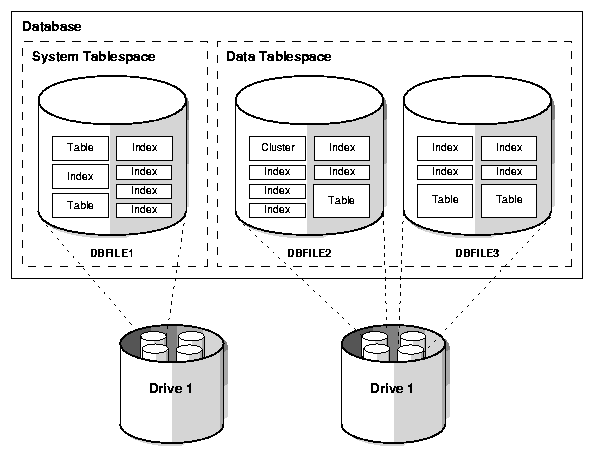 Database
System Tablespace
Data Tablespace
Table
Index
Index
Index
Index
Table
Index
Cluster
Index
Index
Index
Index
Index
Index
Table
Index
Index
Index
Index
Table
Table
DBFILE1
DBFILE2
DBFILE3
Drive 1
Drive 1